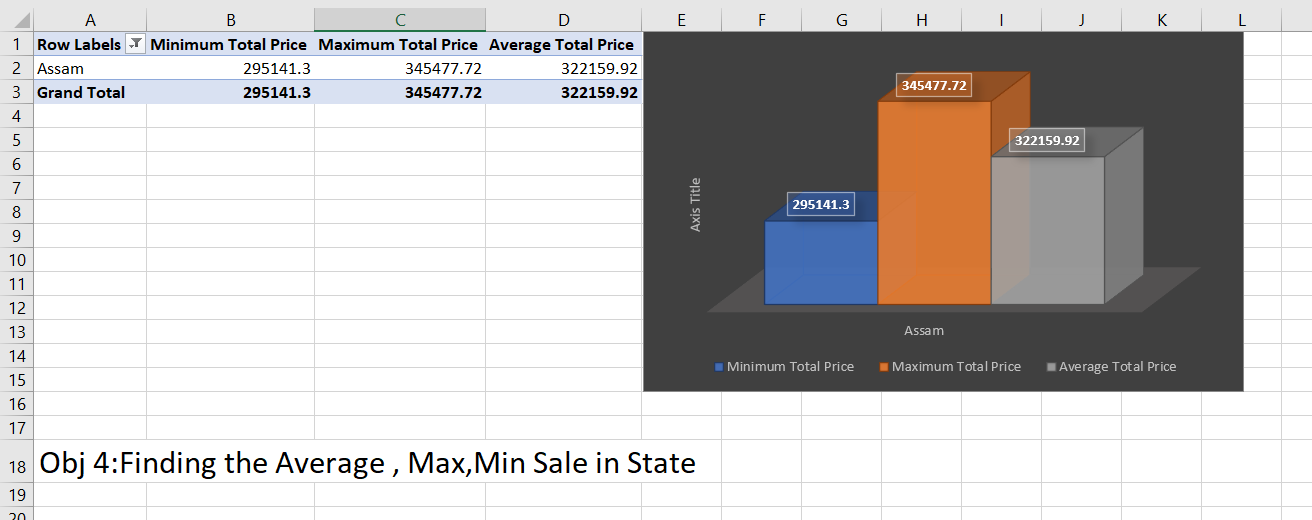 A B C D E F G H I J K L
1 Row Labels Minimum Total Price Maximum Total Price Average Total Price
2 Assam 295141.3 345477.72 322159.92
3 Grand Total 295141.3 345477.72 322159.92
4
5
6
7
8
9
10
11
12
13
14
15
16
17
345477.72
322159.92
295141.3
Axis Title
Assam
Minimum Total Price Maximum Total Price Average Total Price
18 Obj 4:Finding the Average , Max,Min Sale in State
19
20